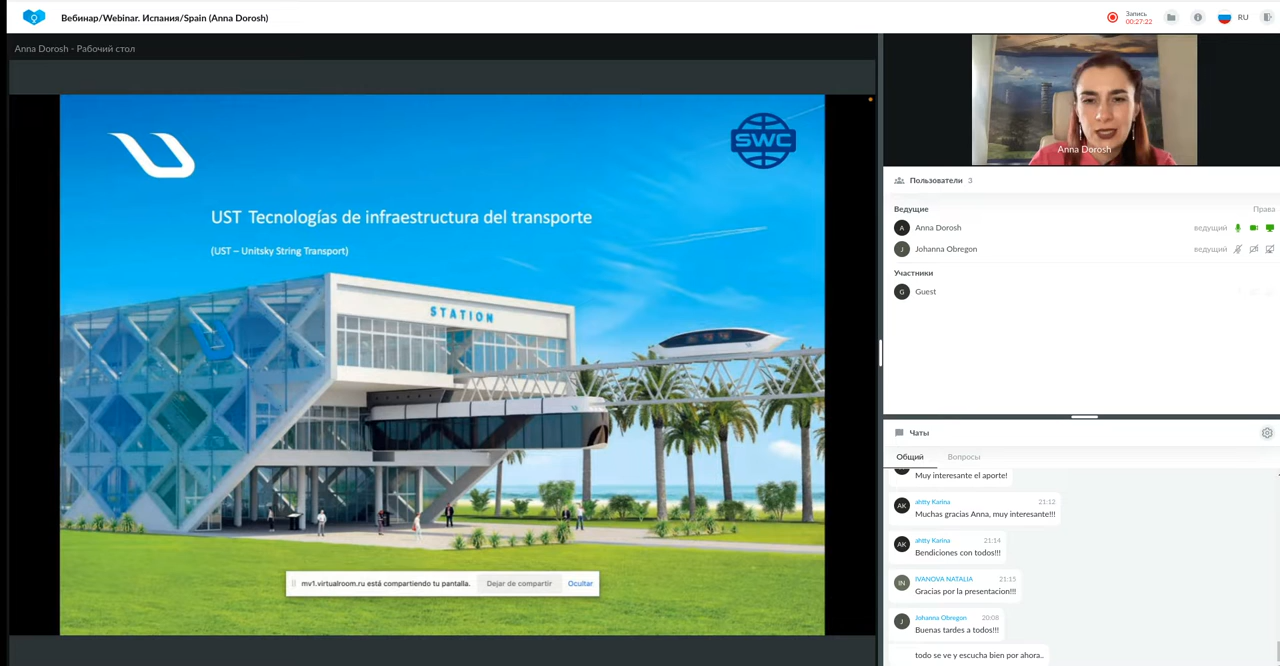 Вебинар/Webinar. Испания/Spain (Anna Dorosh)
Запись
00:27:22
RU
Anna Dorosh - Рабочий стол
SWC
UST Tecnologías de infraestructura del transporte
(UST – Unitsky String Transport)
STATION
mv1.virtualroom.ru está compartiendo tu pantalla. Dejar de compartir Ocultar
Anna Dorosh
Пользователи 3
Ведущие Права
A Anna Dorosh ведущий
J Johanna Obregon ведущий
Участники
G Guest
Чаты
Общий Вопросы
Muy interesante el aporte!
AK ahtty Karina 21:12
Muchas gracias Anna, muy interesante!!!
AK ahtty Karina 21:14
Bendiciones con todos!!!
IN IVANOVA NATALIA 21:15
Gracias por la presentacion!!!
J Johanna Obregon 20:08
Buenas tardes a todos!!!
todo se ve y escucha bien por ahora..